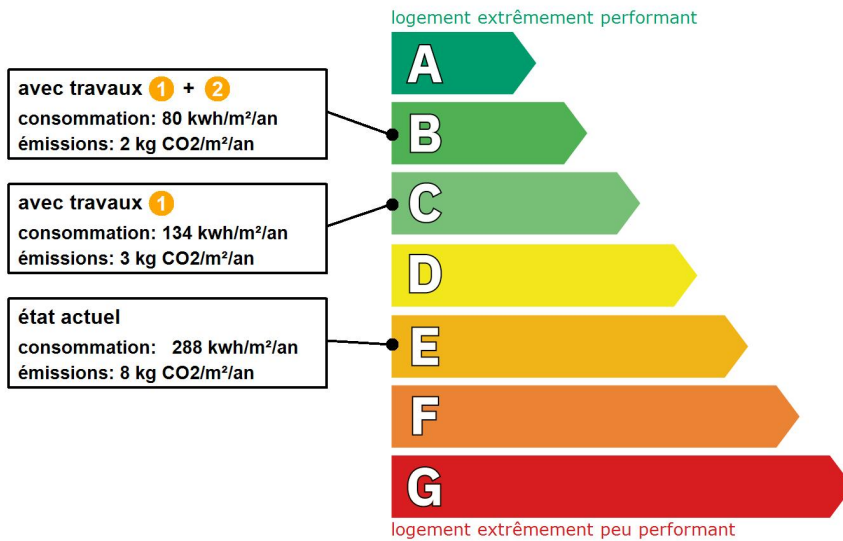 logement extrêmement performant
A
avec travaux 1 + 2
consommation: 80 kwh/m²/an
émissions: 2 kg CO2/m²/an
B
avec travaux 1
consommation: 134 kwh/m²/an
émissions: 3 kg CO2/m²/an
C
D
état actuel
consommation: 288 kwh/m²/an
émissions: 8 kg CO2/m²/an
E
F
G
logement extrêmement peu performant